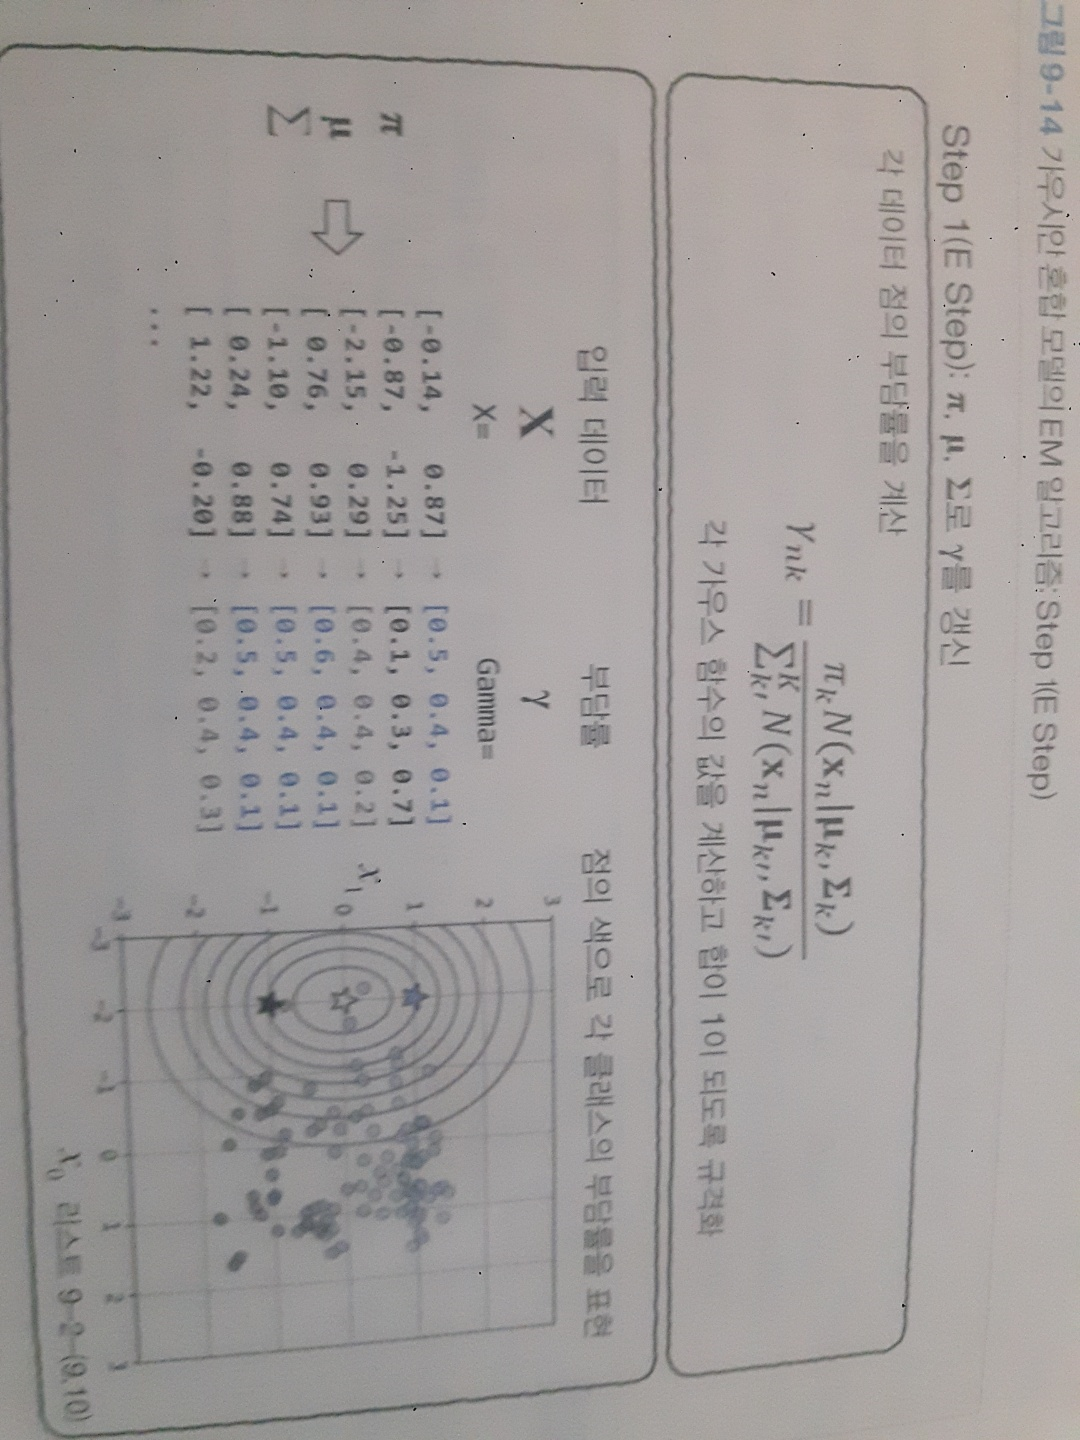 그림 9-14 가우시안 혼합 모델의 EM 알고리즘: Step 1(E Step)
Step 1(E Step): π, μ, Σ로 γ를 갱신
각 데이터 점의 부담률을 계산
γnk = πkN(xn|μk, Σk) / Σk′K N(xn|μk′, Σk′)
각 가우스 함수의 값을 계산하고 합이 1이 되도록 규격화
입력 데이터 부담률 점의 색으로 각 클래스의 부담률을 표현
X γ
X= Gamma=
π
μ
Σ
[-0.14, 0.87] → [0.5, 0.4, 0.1]
[-0.87, -1.25] → [0.1, 0.3, 0.7]
[-2.15, 0.29] → [0.4, 0.4, 0.2]
[ 0.76, 0.93] → [0.6, 0.4, 0.1]
[-1.10, 0.74] → [0.5, 0.4, 0.1]
[ 0.24, 0.88] → [0.5, 0.4, 0.1]
[ 1.22, -0.20] → [0.2, 0.4, 0.3]
...
3
2
1
x1 0
-1
-2
-3
-3 -2 -1 0 1 2 3
x0 리스트 9-2-(9.10)